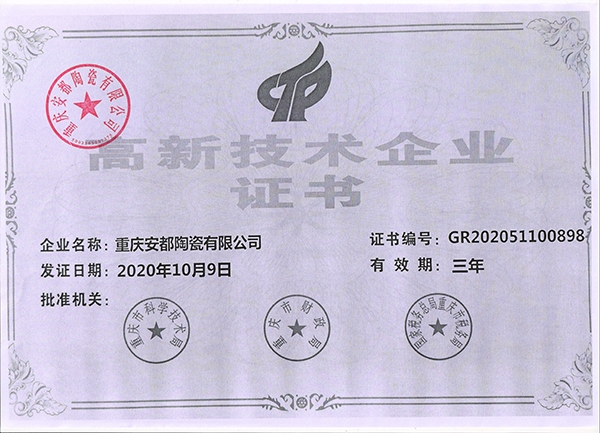 重庆安都陶瓷有限公司
高新技术企业
证书
企业名称：重庆安都陶瓷有限公司
证书编号：GR202051100898
发证日期：2020年10月9日
有效期：三年
批准机关：
重庆市科学技术局
重庆市财政局
国家税务总局重庆市税务局